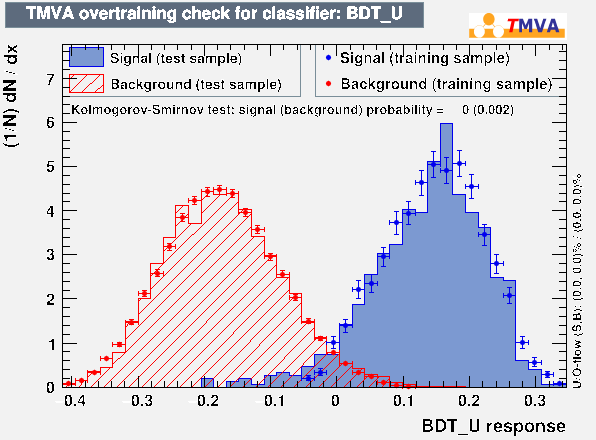 TMVA overtraining check for classifier: BDT_U
TMVA
Signal (test sample)
Background (test sample)
Signal (training sample)
Background (training sample)
Kolmogorov-Smirnov test: signal (background) probability = 0 (0.002)
(1/N) dN / dx
7
6
5
4
3
2
1
0
-0.4 -0.3 -0.2 -0.1 0 0.1 0.2 0.3
BDT_U response
U/O-flow (S,B): (0.0, 0.0)% / (0.0, 0.0)%